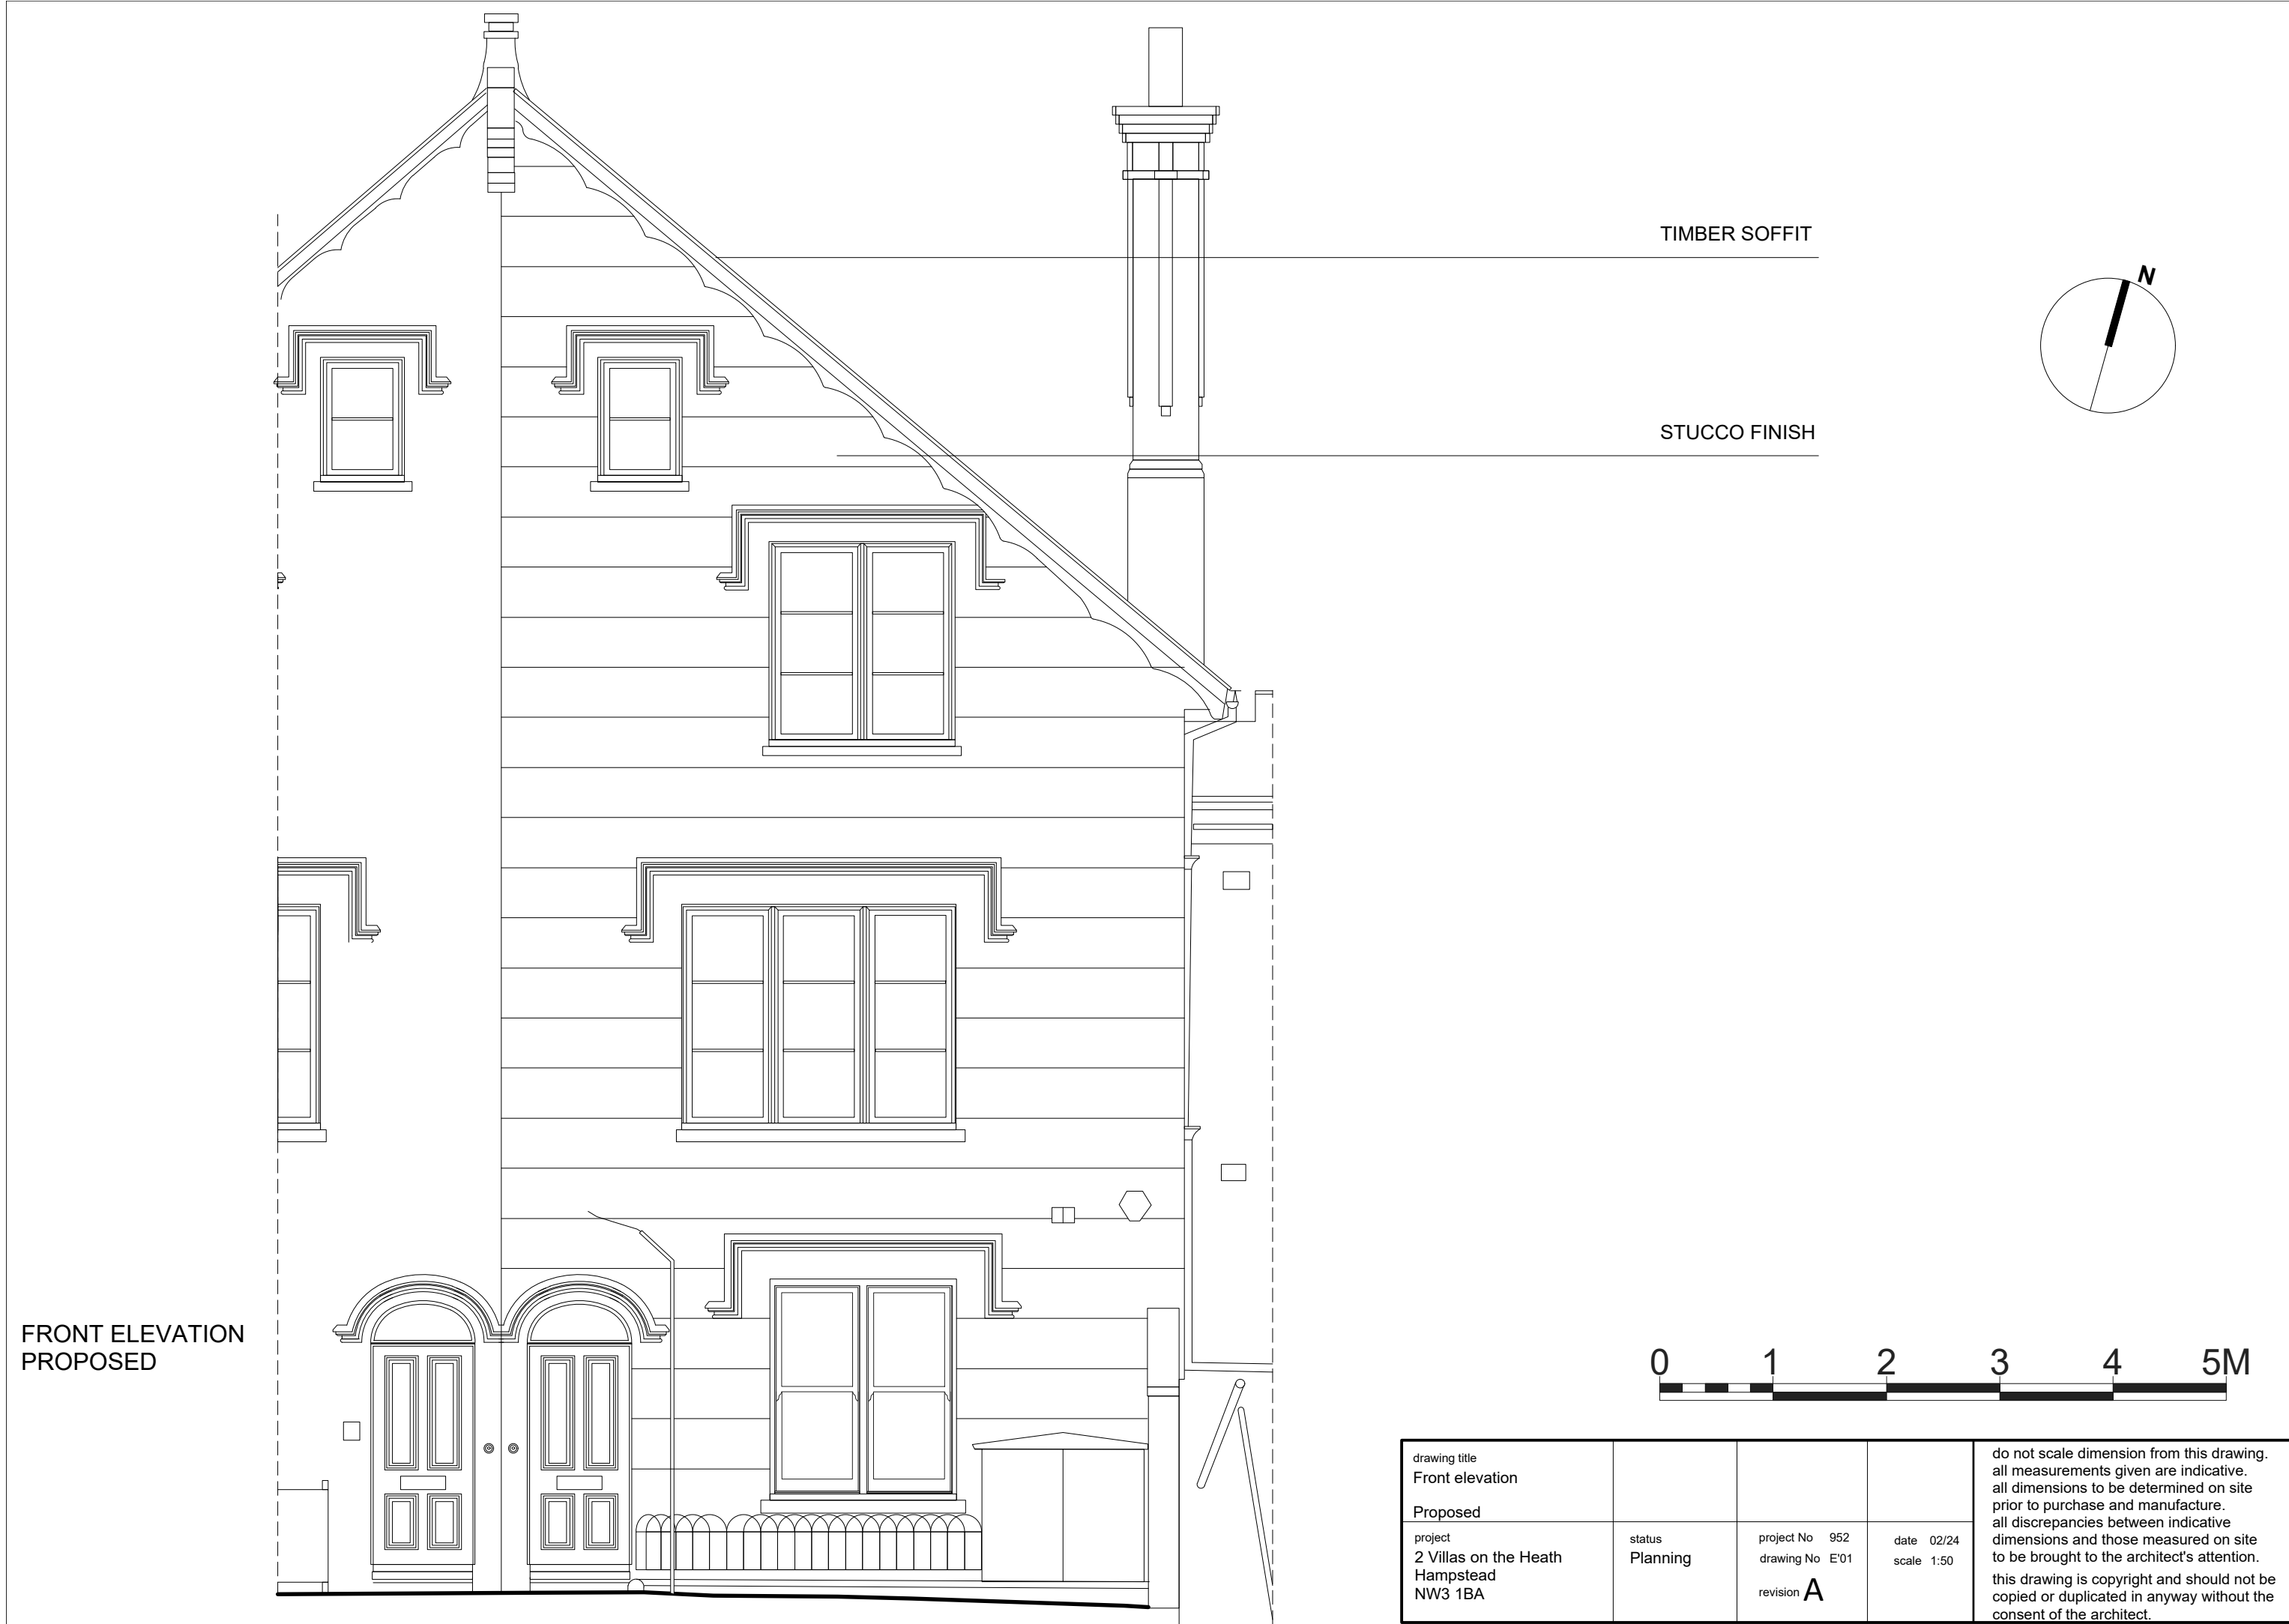 TIMBER SOFFIT
N
STUCCO FINISH
FRONT ELEVATION
PROPOSED
0 1 2 3 4 5M
drawing title
Front elevation
Proposed
project
2 Villas on the Heath
Hampstead
NW3 1BA
status
Planning
project No 952
drawing No E'01
revision A
date 02/24
scale 1:50
do not scale dimension from this drawing.
all measurements given are indicative.
all dimensions to be determined on site
prior to purchase and manufacture.
all discrepancies between indicative
dimensions and those measured on site
to be brought to the architect's attention.
this drawing is copyright and should not be
copied or duplicated in anyway without the
consent of the architect.